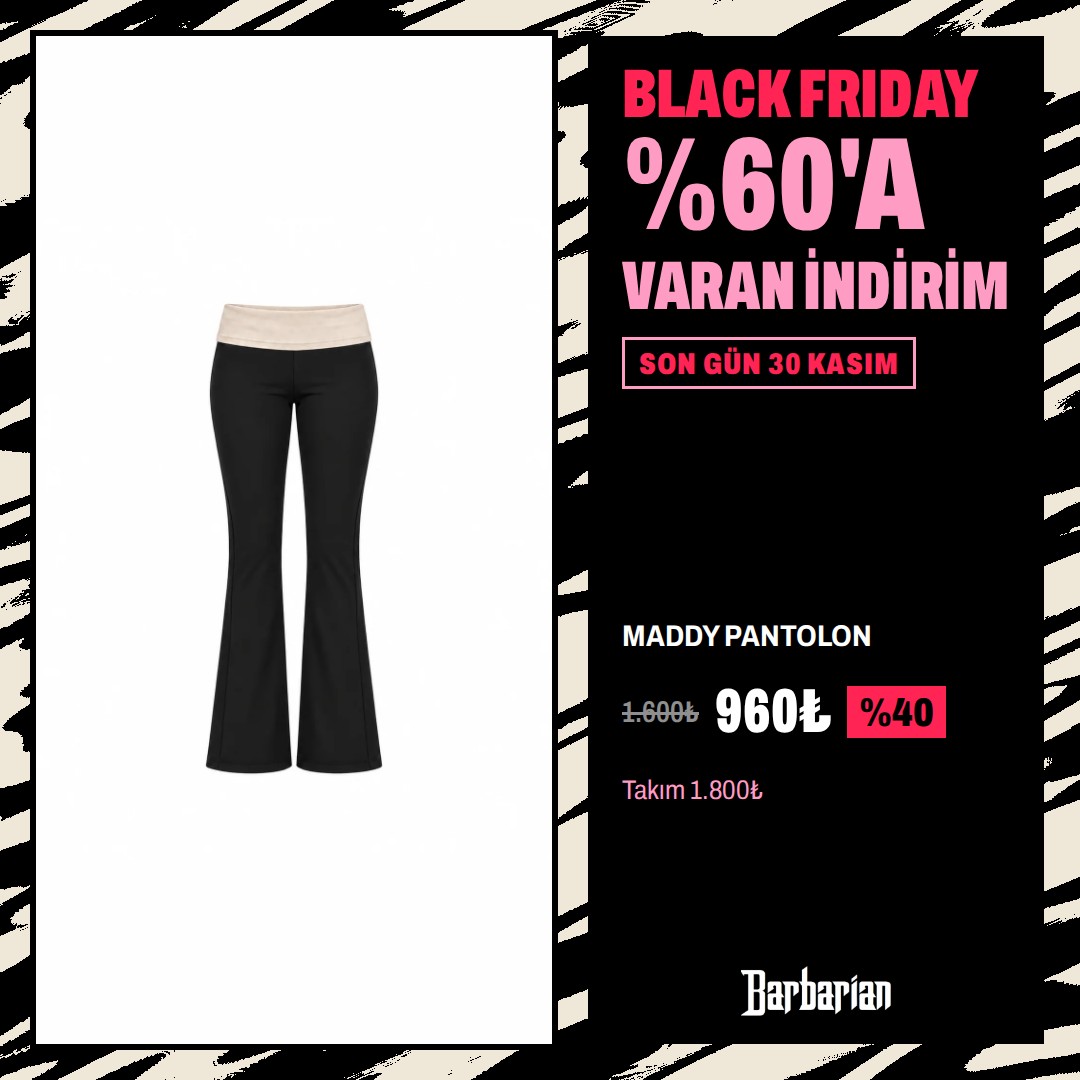 BLACK FRIDAY
%60'A
VARAN İNDİRİM
SON GÜN 30 KASIM
MADDY PANTOLON
1.600₺ 960₺ %40
Takım 1.800₺
Barbarian